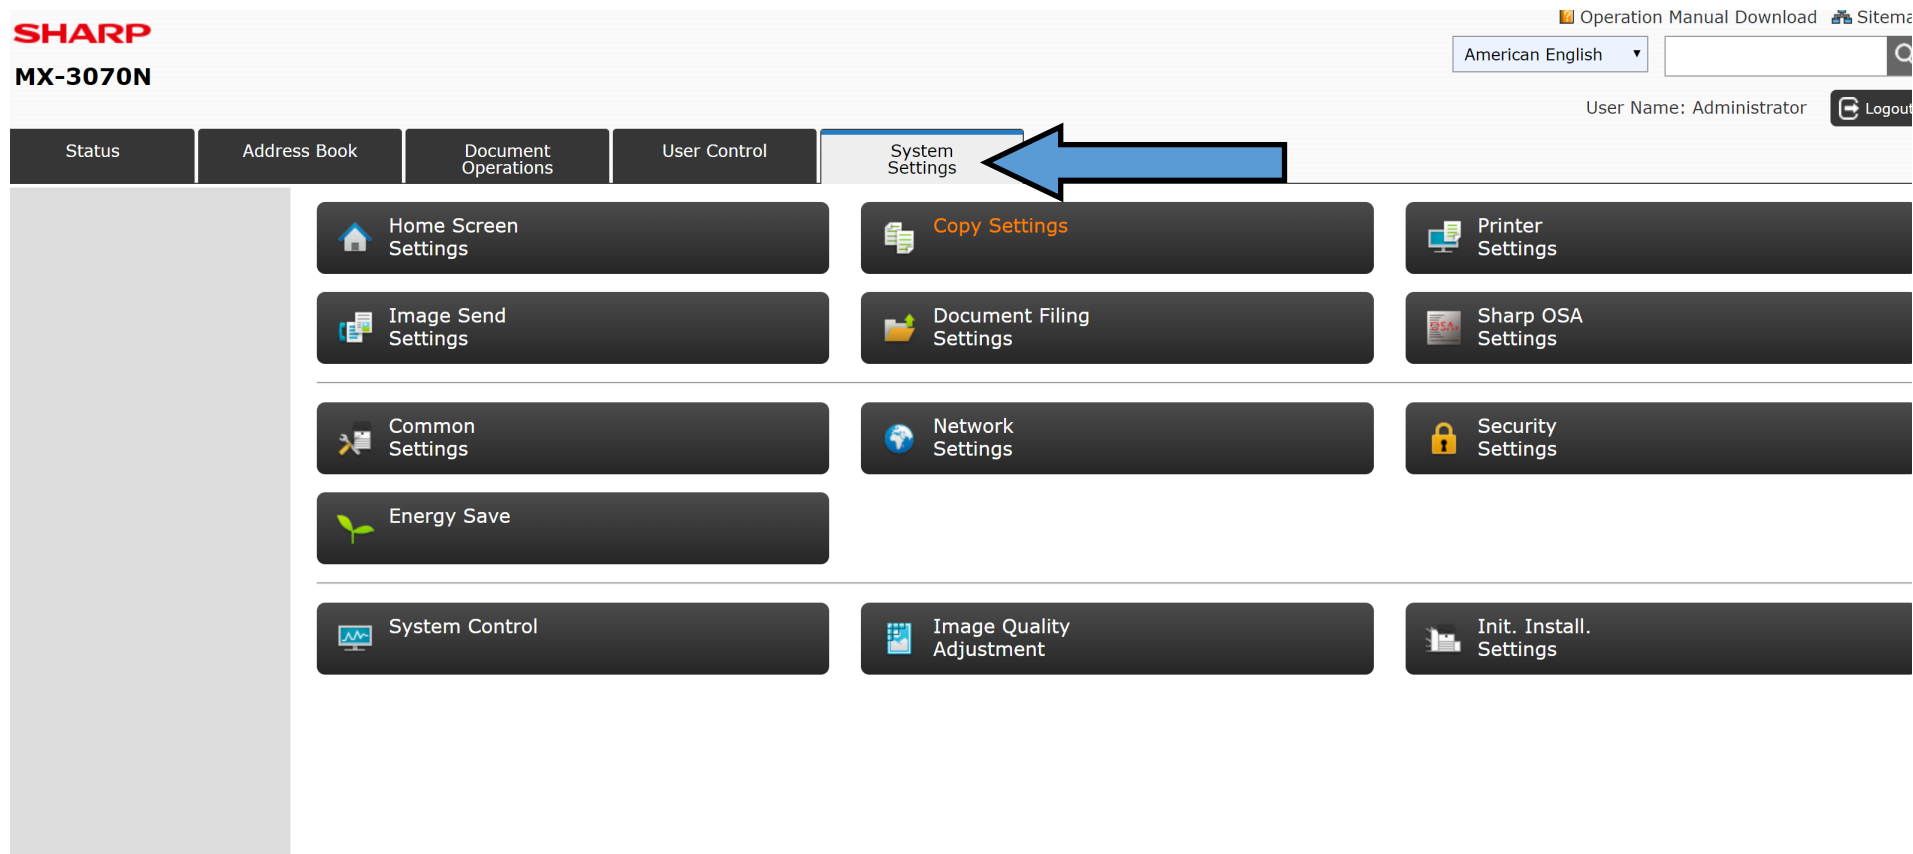 SHARP
MX-3070N
Operation Manual Download
Sitema
American English
User Name: Administrator
Logout
Status
Address Book
Document
Operations
User Control
System
Settings
Home Screen
Settings
Copy Settings
Printer
Settings
Image Send
Settings
Document Filing
Settings
OSA
Sharp OSA
Settings
Common
Settings
Network
Settings
Security
Settings
Energy Save
System Control
Image Quality
Adjustment
Init. Install.
Settings